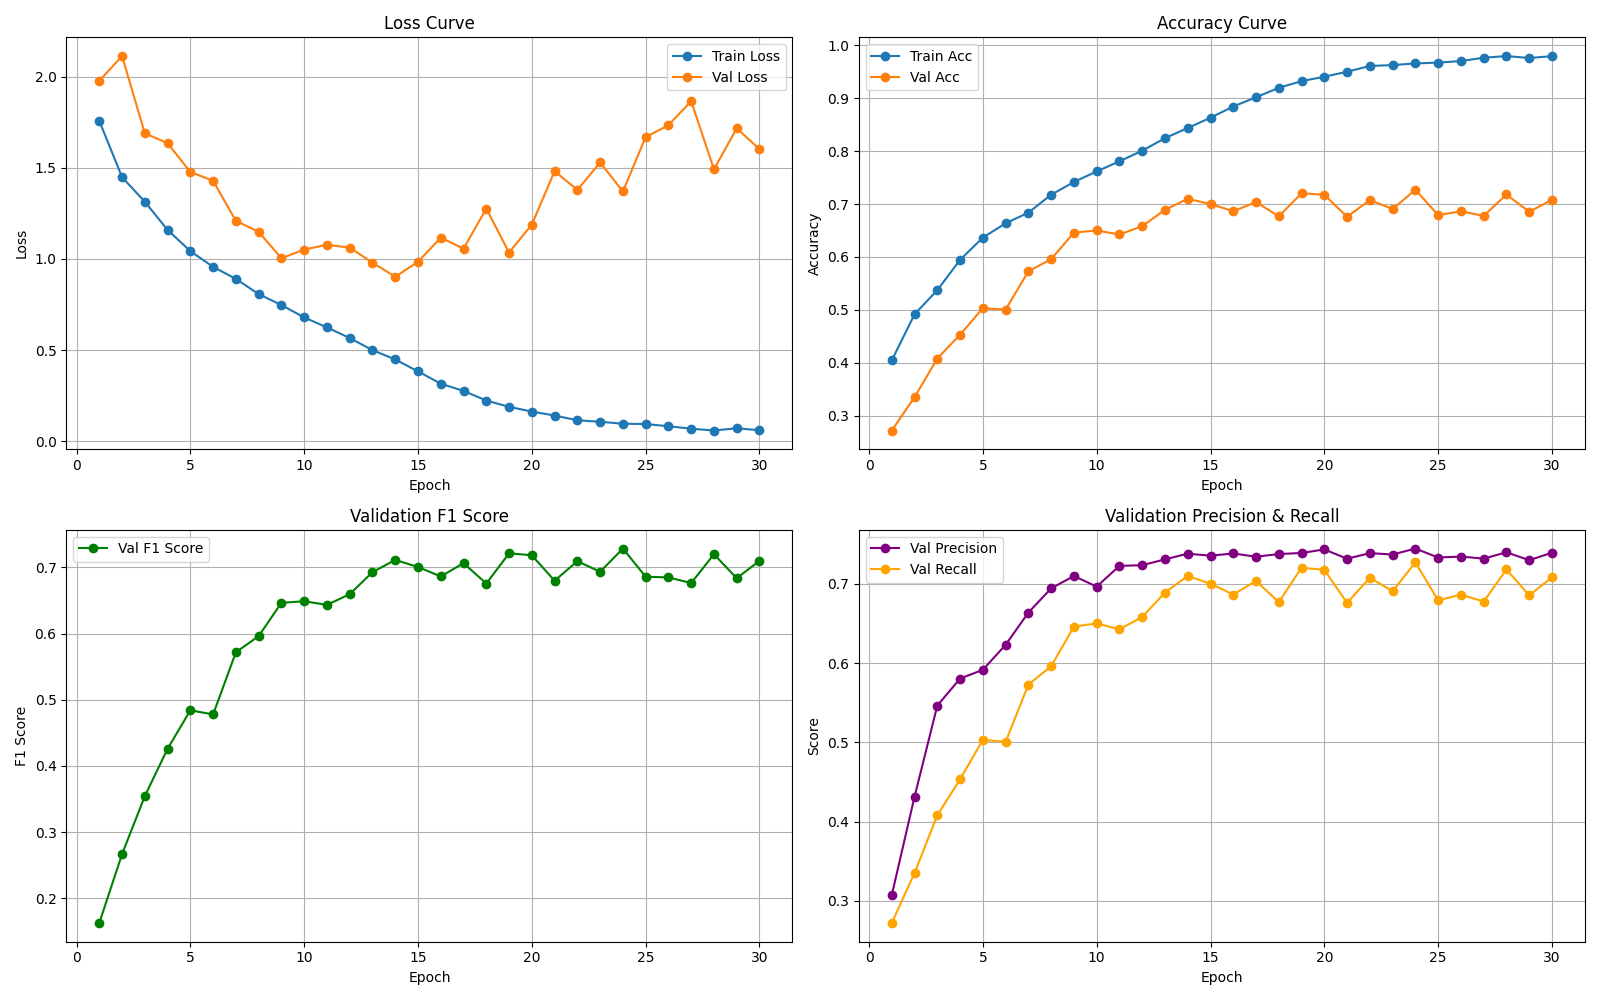 Loss Curve
Train Loss
Val Loss
2.0
1.5
1.0
0.5
0.0
Loss
0 5 10 15 20 25 30
Epoch
Accuracy Curve
Train Acc
Val Acc
1.0
0.9
0.8
0.7
0.6
0.5
0.4
0.3
Accuracy
0 5 10 15 20 25 30
Epoch
Validation F1 Score
Val F1 Score
0.7
0.6
0.5
0.4
0.3
0.2
F1 Score
0 5 10 15 20 25 30
Epoch
Validation Precision & Recall
Val Precision
Val Recall
0.7
0.6
0.5
0.4
0.3
Score
0 5 10 15 20 25 30
Epoch